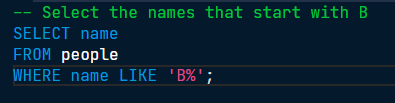 -- Select the names that start with B
SELECT name
FROM people
WHERE name LIKE 'B%';